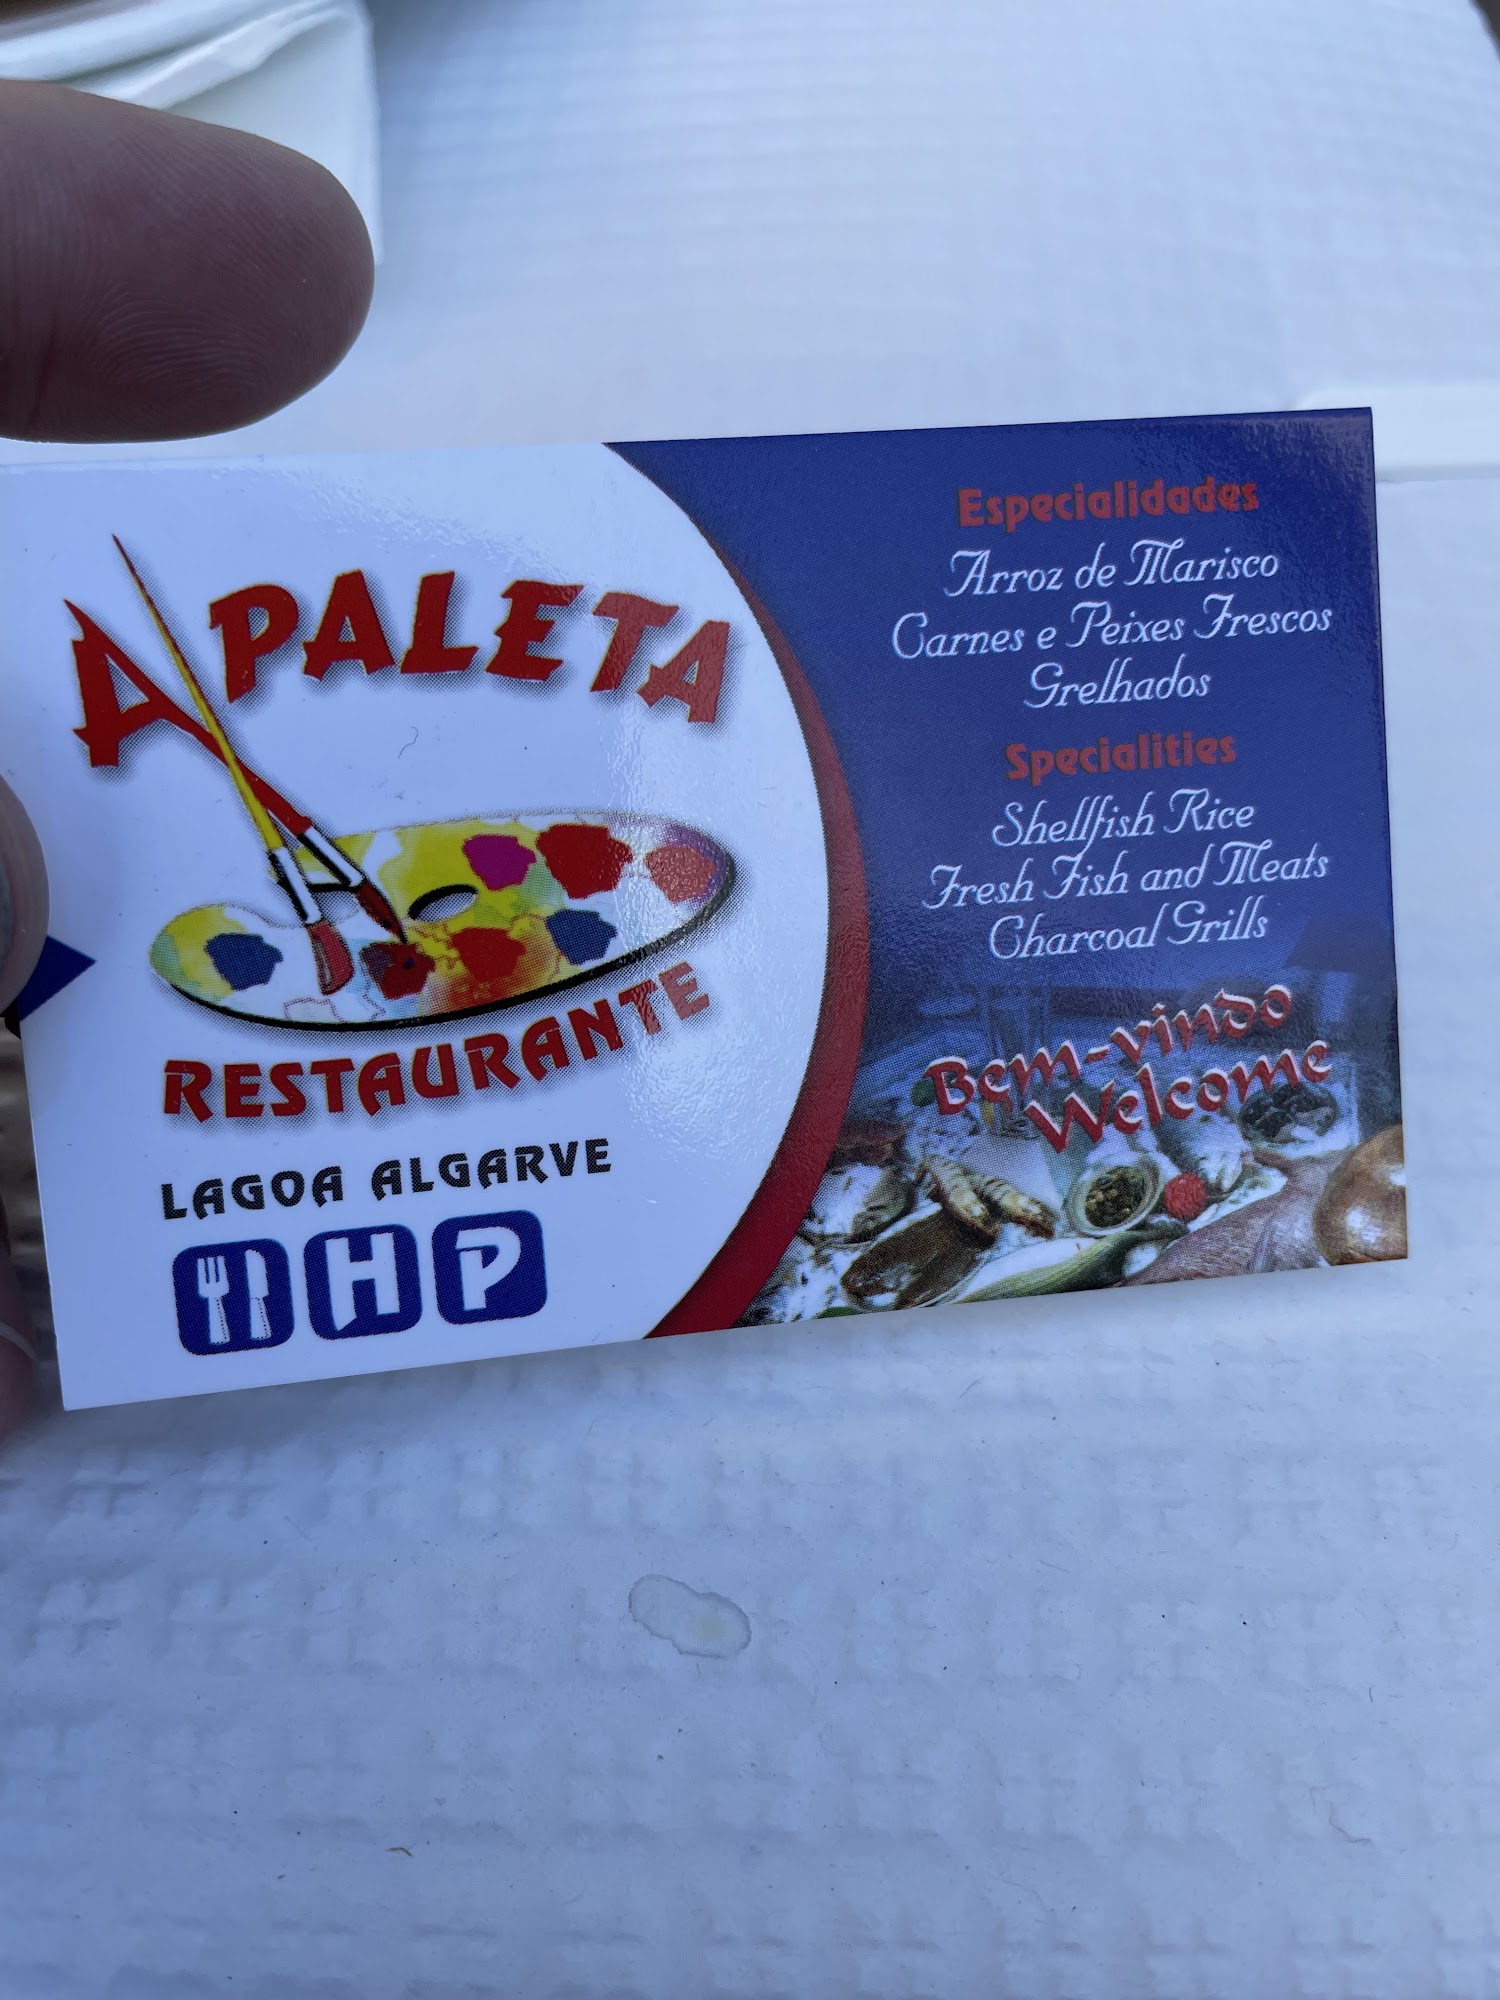 A PALETA
RESTAURANTE
LAGOA ALGARVE
H P
Especialidades
Arroz de Marisco
Carnes e Peixes Frescos
Grelhados
Specialities
Shellfish Rice
Fresh Fish and Meats
Charcoal Grills
Bem-vindo
Welcome